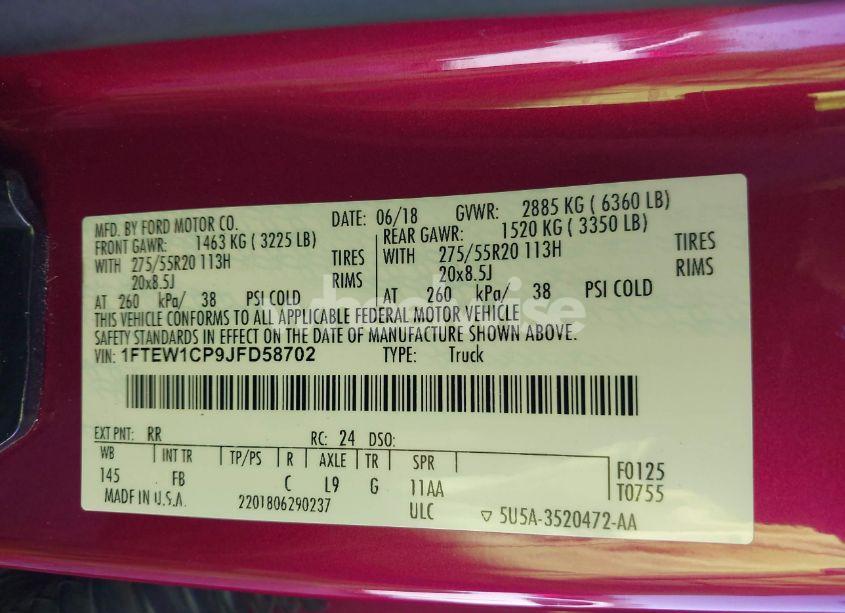 MFD. BY FORD MOTOR CO. DATE: 06/18 GVWR: 2885 KG ( 6360 LB)
FRONT GAWR: 1463 KG ( 3225 LB) REAR GAWR: 1520 KG ( 3350 LB)
WITH 275/55R20 113H TIRES WITH 275/55R20 113H TIRES
20x8.5J RIMS 20x8.5J RIMS
AT 260 kPa/ 38 PSI COLD AT 260 kPa/ 38 PSI COLD
THIS VEHICLE CONFORMS TO ALL APPLICABLE FEDERAL MOTOR VEHICLE
SAFETY STANDARDS IN EFFECT ON THE DATE OF MANUFACTURE SHOWN ABOVE.
VIN: 1FTEW1CP9JFD58702 TYPE: Truck
EXT PNT: RR RC: 24 DSO:
WB INT TR TP/PS R AXLE TR SPR F0125
145 FB C L9 G 11AA T0755
MADE IN U.S.A. 2201806290237 ULC ▽ 5U5A-3520472-AA